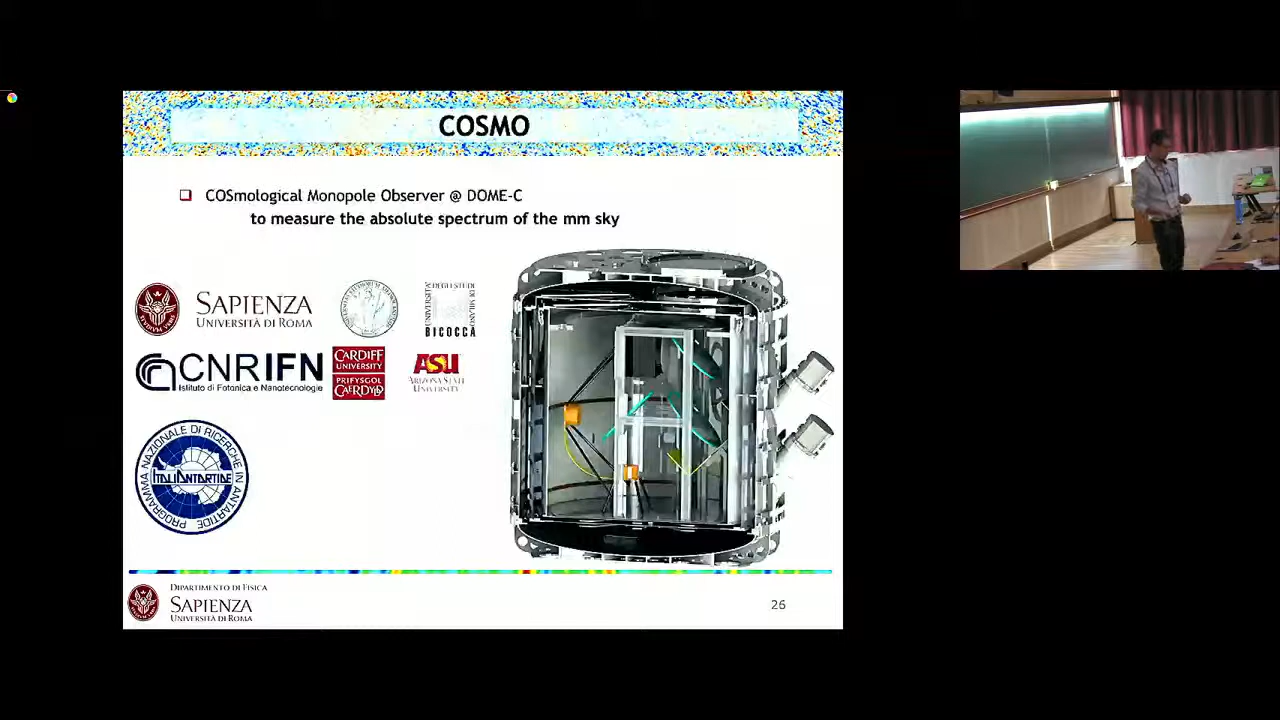 COSMO
❑ COSmological Monopole Observer @ DOME-C
to measure the absolute spectrum of the mm sky
SAPIENZA
UNIVERSITÀ DI ROMA
UNIVERSITÀ DEGLI STUDI DI MILANO
BICOCCA
CNRIFN
Istituto di Fotonica e Nanotecnologie
CARDIFF
UNIVERSITY
PRIFYSGOL
CAERDYDD
ASU
ARIZONA STATE
UNIVERSITY
PROGRAMMA NAZIONALE DI RICERCHE IN ANTARTIDE
ITALIANTARTIDE
DIPARTIMENTO DI FISICA
SAPIENZA
UNIVERSITÀ DI ROMA
26